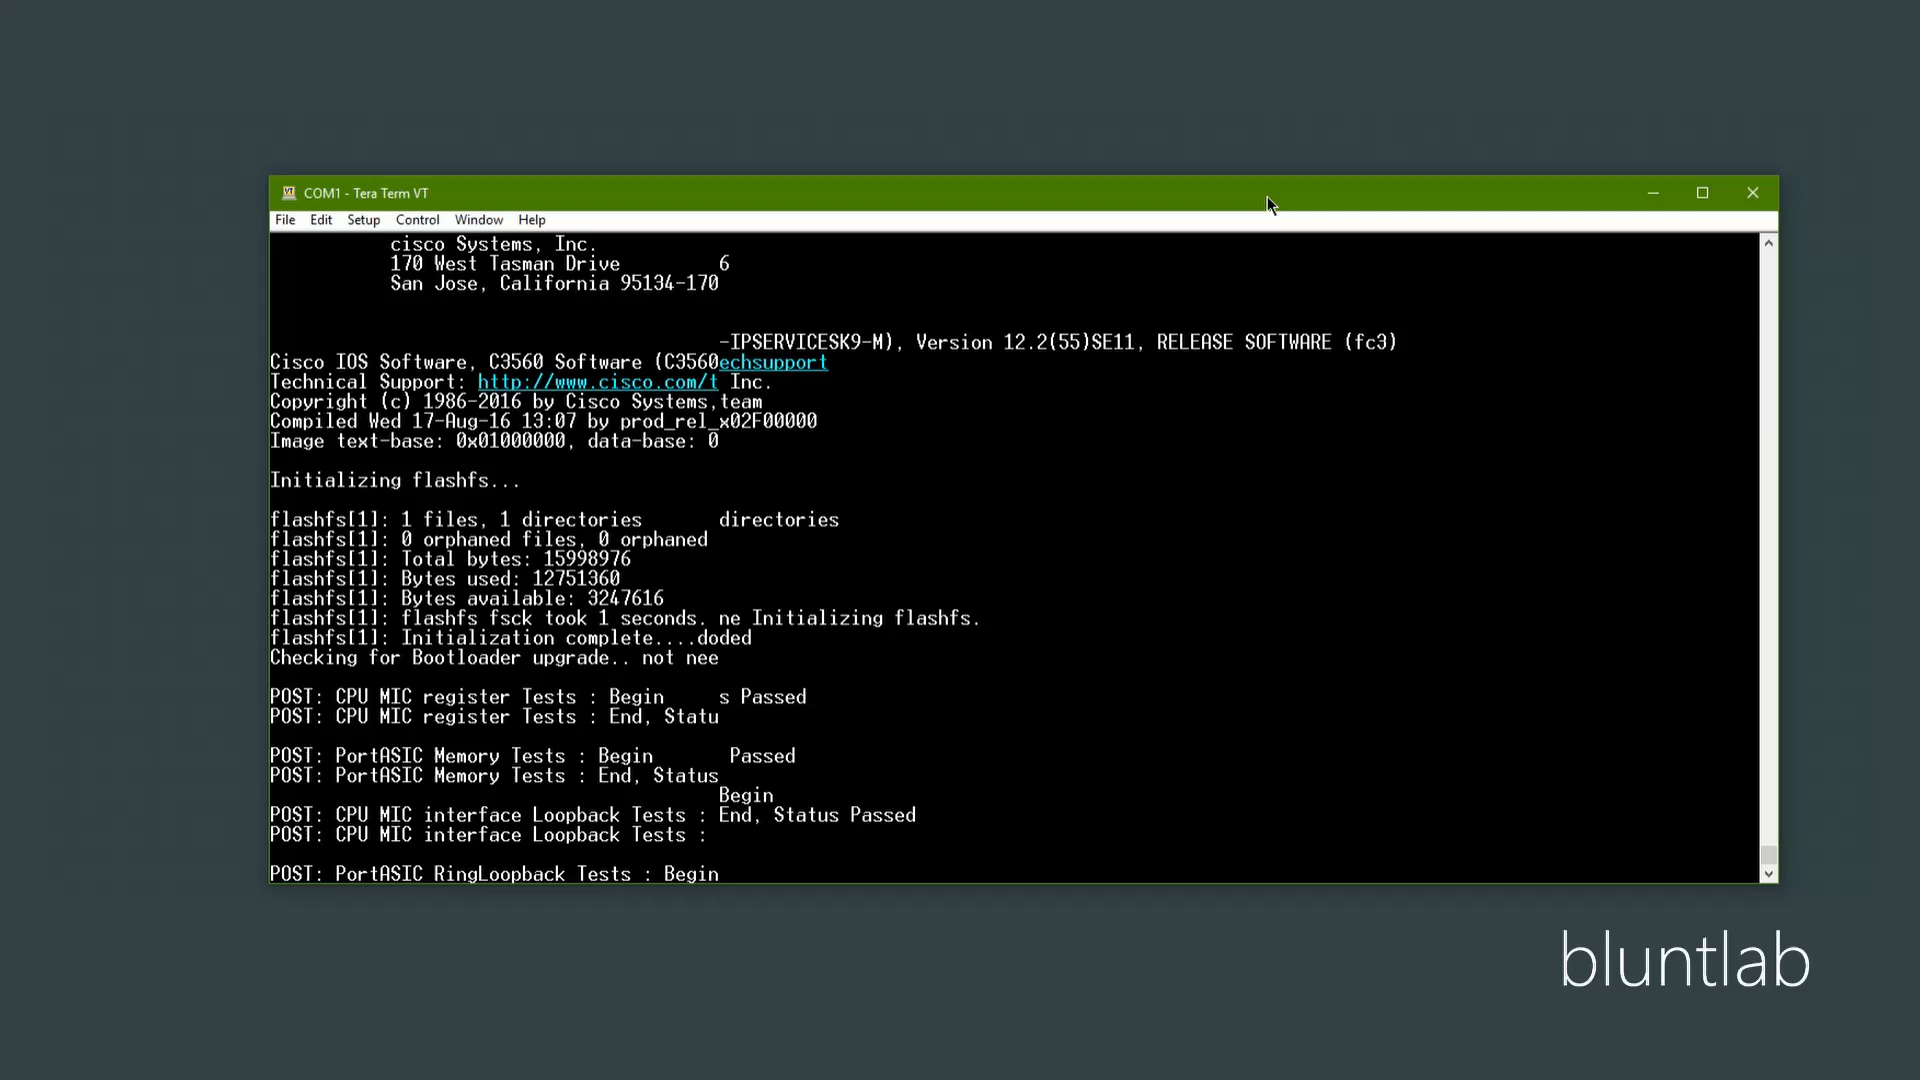 COM1 - Tera Term VT
File Edit Setup Control Window Help
cisco Systems, Inc.
170 West Tasman Drive 6
San Jose, California 95134-170
-IPSERVICESK9-M), Version 12.2(55)SE11, RELEASE SOFTWARE (fc3)
Cisco IOS Software, C3560 Software (C3560echsupport
Technical Support: http://www.cisco.com/t Inc.
Copyright (c) 1986-2016 by Cisco Systems,team
Compiled Wed 17-Aug-16 13:07 by prod_rel_x02F00000
Image text-base: 0x01000000, data-base: 0
Initializing flashfs...
flashfs[1]: 1 files, 1 directories directories
flashfs[1]: 0 orphaned files, 0 orphaned
flashfs[1]: Total bytes: 15998976
flashfs[1]: Bytes used: 12751360
flashfs[1]: Bytes available: 3247616
flashfs[1]: flashfs fsck took 1 seconds. ne Initializing flashfs.
flashfs[1]: Initialization complete....doded
Checking for Bootloader upgrade.. not nee
POST: CPU MIC register Tests : Begin s Passed
POST: CPU MIC register Tests : End, Statu
POST: PortASIC Memory Tests : Begin Passed
POST: PortASIC Memory Tests : End, Status
Begin
POST: CPU MIC interface Loopback Tests : End, Status Passed
POST: CPU MIC interface Loopback Tests :
POST: PortASIC RingLoopback Tests : Begin
bluntlab